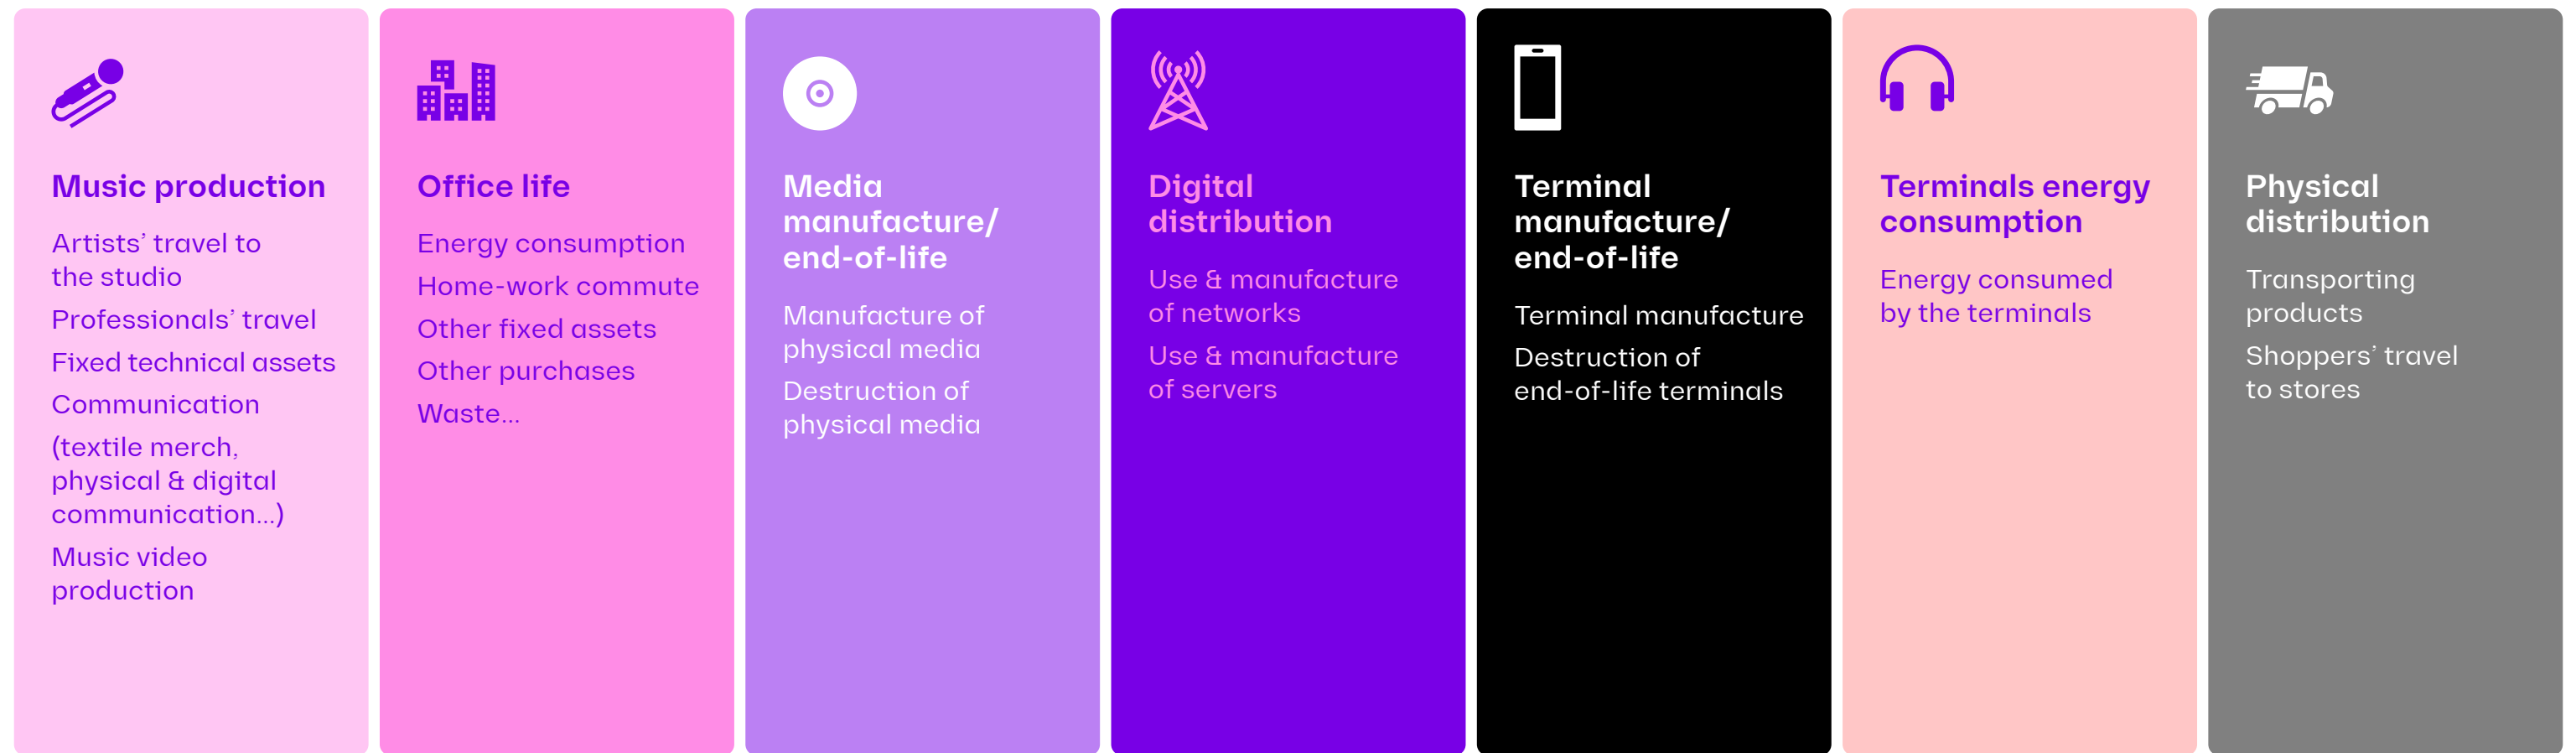 Music production
Artists’ travel to
the studio
Professionals’ travel
Fixed technical assets
Communication
(textile merch,
physical & digital
communication...)
Music video
production
Office life
Energy consumption
Home-work commute
Other fixed assets
Other purchases
Waste...
Media
manufacture/
end-of-life
Manufacture of
physical media
Destruction of
physical media
Digital
distribution
Use & manufacture
of networks
Use & manufacture
of servers
Terminal
manufacture/
end-of-life
Terminal manufacture
Destruction of
end-of-life terminals
Terminals energy
consumption
Energy consumed
by the terminals
Physical
distribution
Transporting
products
Shoppers’ travel
to stores